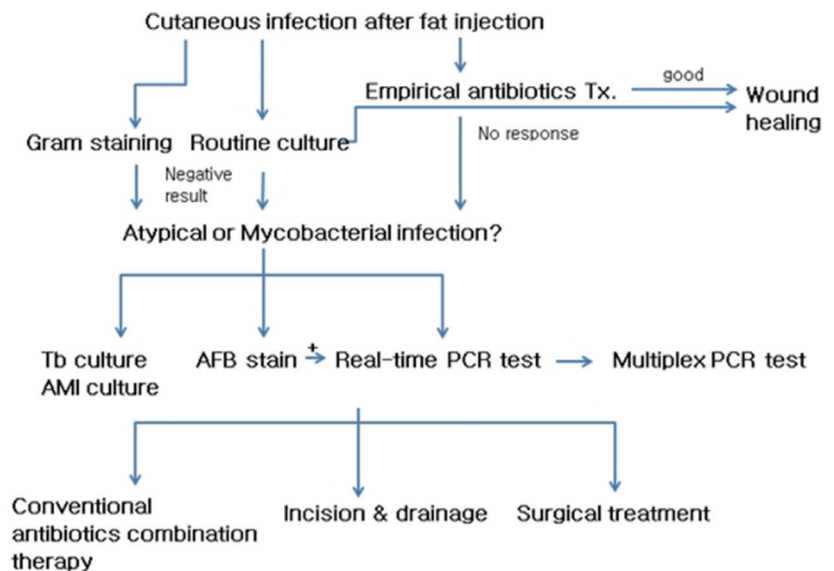 Cutaneous infection after fat injection
Empirical antibiotics Tx.
good
Wound
healing
Gram staining
Routine culture
No response
Negative
result
Atypical or Mycobacterial infection?
Tb culture
AMI culture
AFB stain
+
Real-time PCR test
Multiplex PCR test
Conventional
antibiotics combination
therapy
Incision & drainage
Surgical treatment